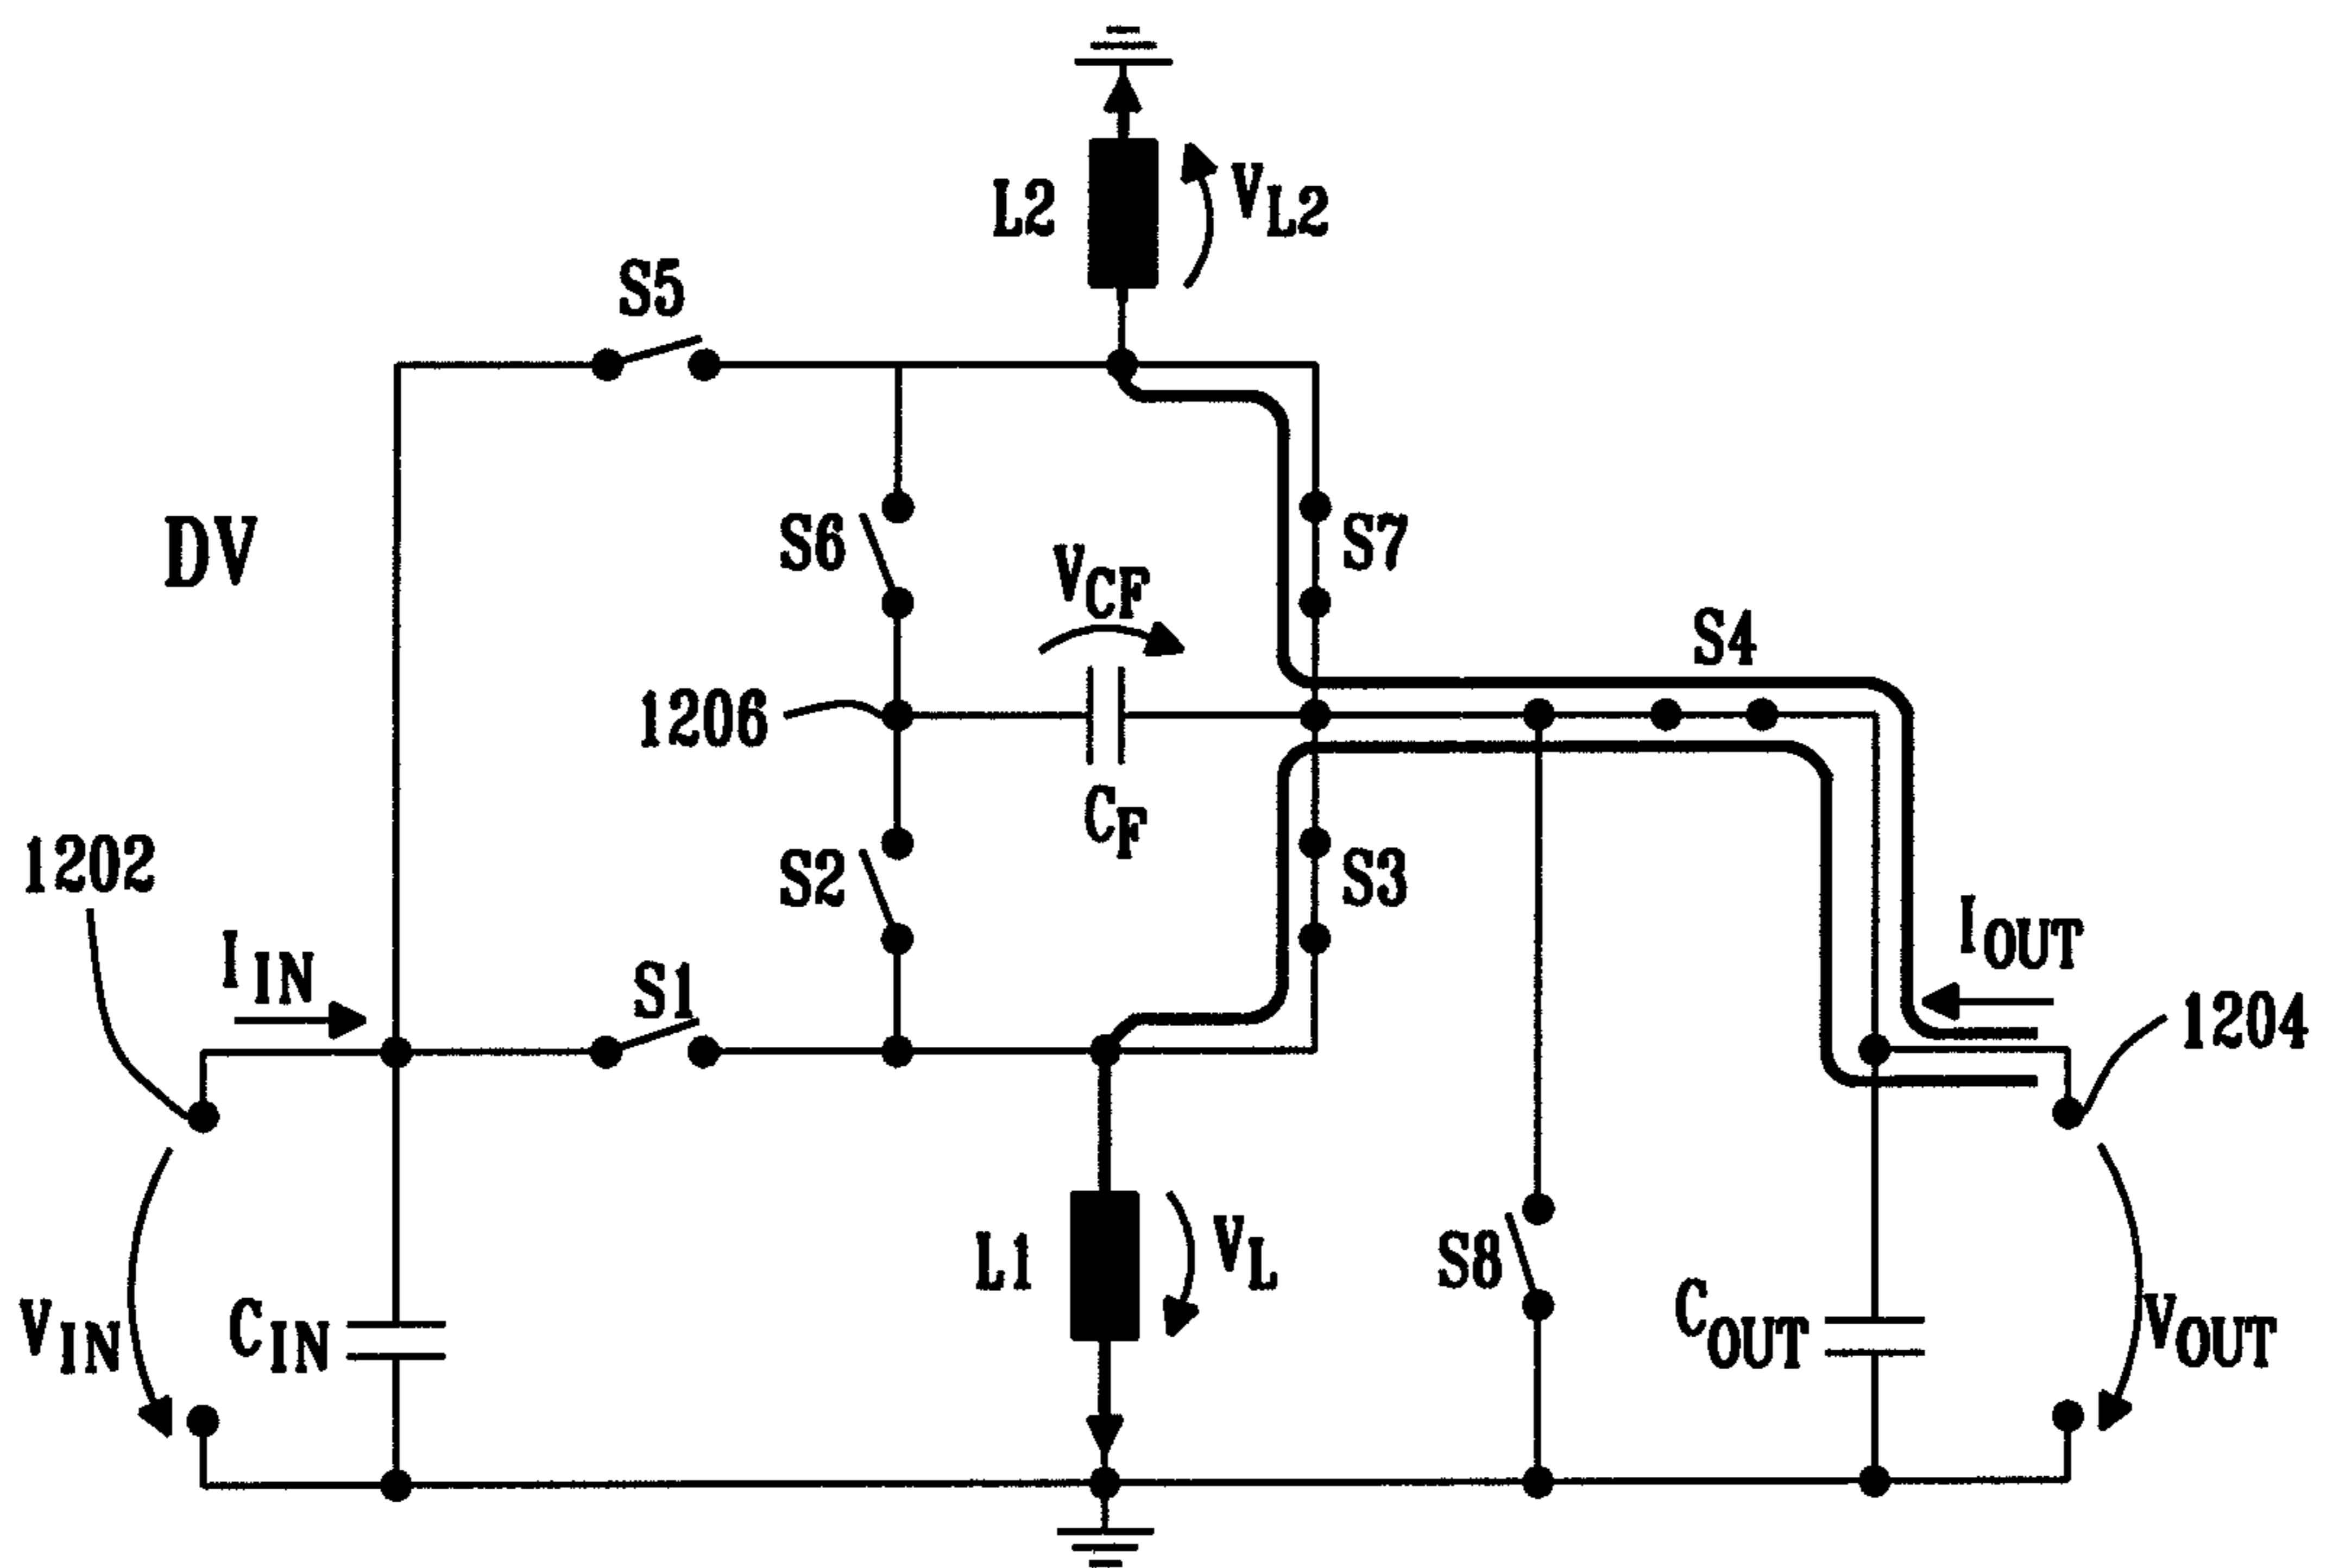 L2
VL2
S5
DV
S6
VCF
S7
S4
1206
CF
1202
S2
S3
IIN
S1
IOUT
1204
VIN
CIN
L1
VL
S8
COUT
VOUT